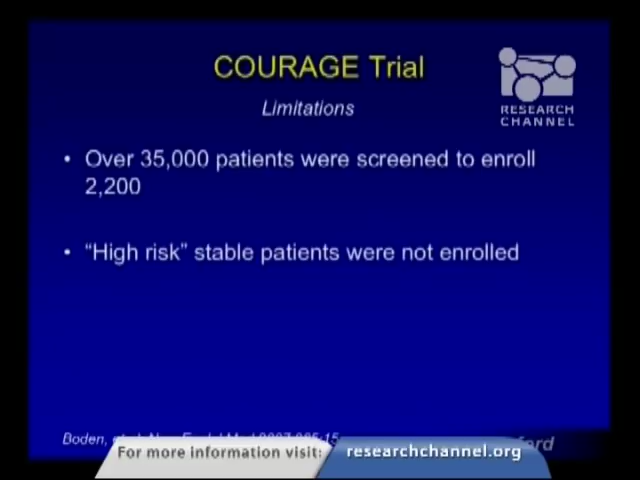 COURAGE Trial
Limitations
RESEARCH
CHANNEL
• Over 35,000 patients were screened to enroll
2,200
• “High risk” stable patients were not enrolled
Boden,
For more information visit:
researchchannel.org